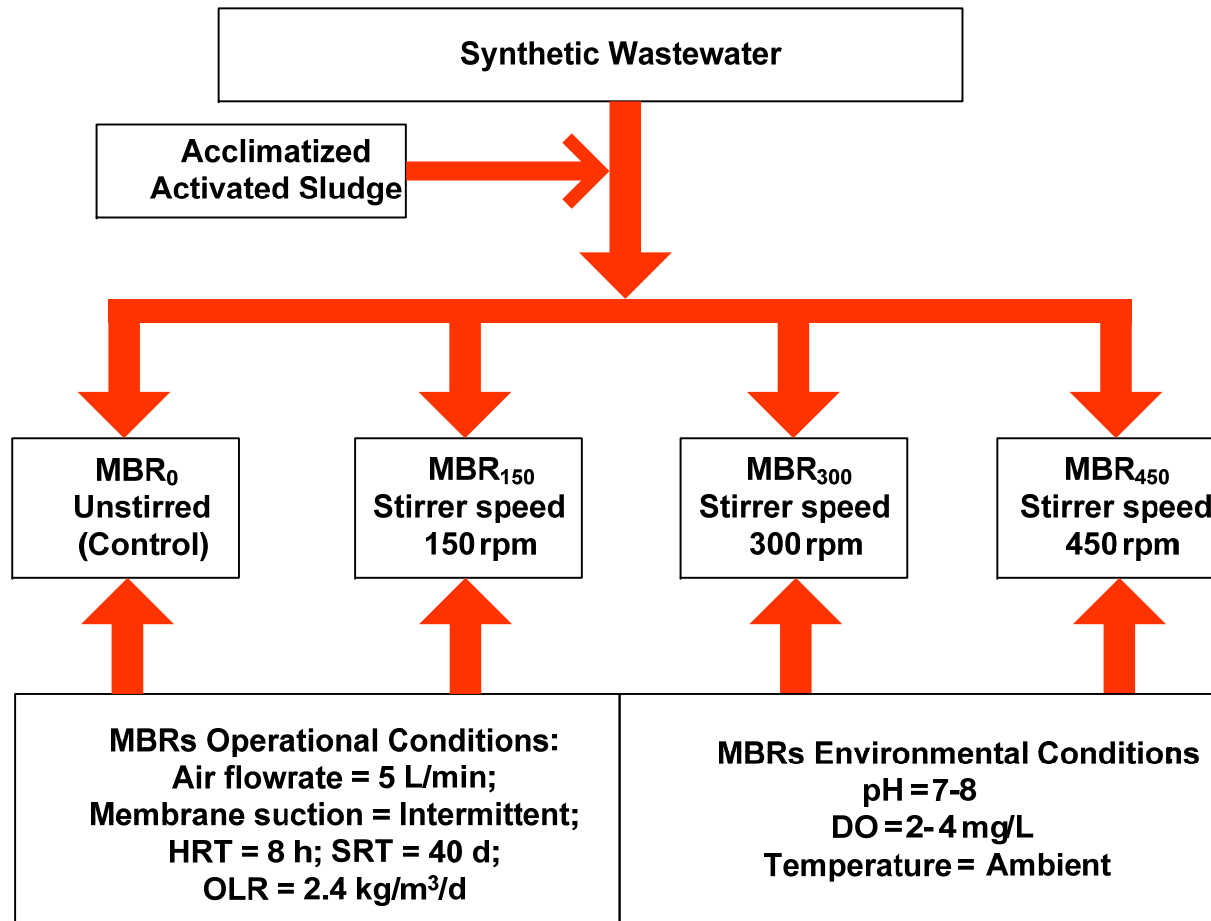 Synthetic Wastewater
Acclimatized
Activated Sludge
MBR₀
Unstirred
(Control)
MBR₁₅₀
Stirrer speed
150 rpm
MBR₃₀₀
Stirrer speed
300 rpm
MBR₄₅₀
Stirrer speed
450 rpm
MBRs Operational Conditions:
Air flowrate = 5 L/min;
Membrane suction = Intermittent;
HRT = 8 h; SRT = 40 d;
OLR = 2.4 kg/m³/d
MBRs Environmental Conditions:
pH = 7-8
DO = 2-4 mg/L
Temperature = Ambient